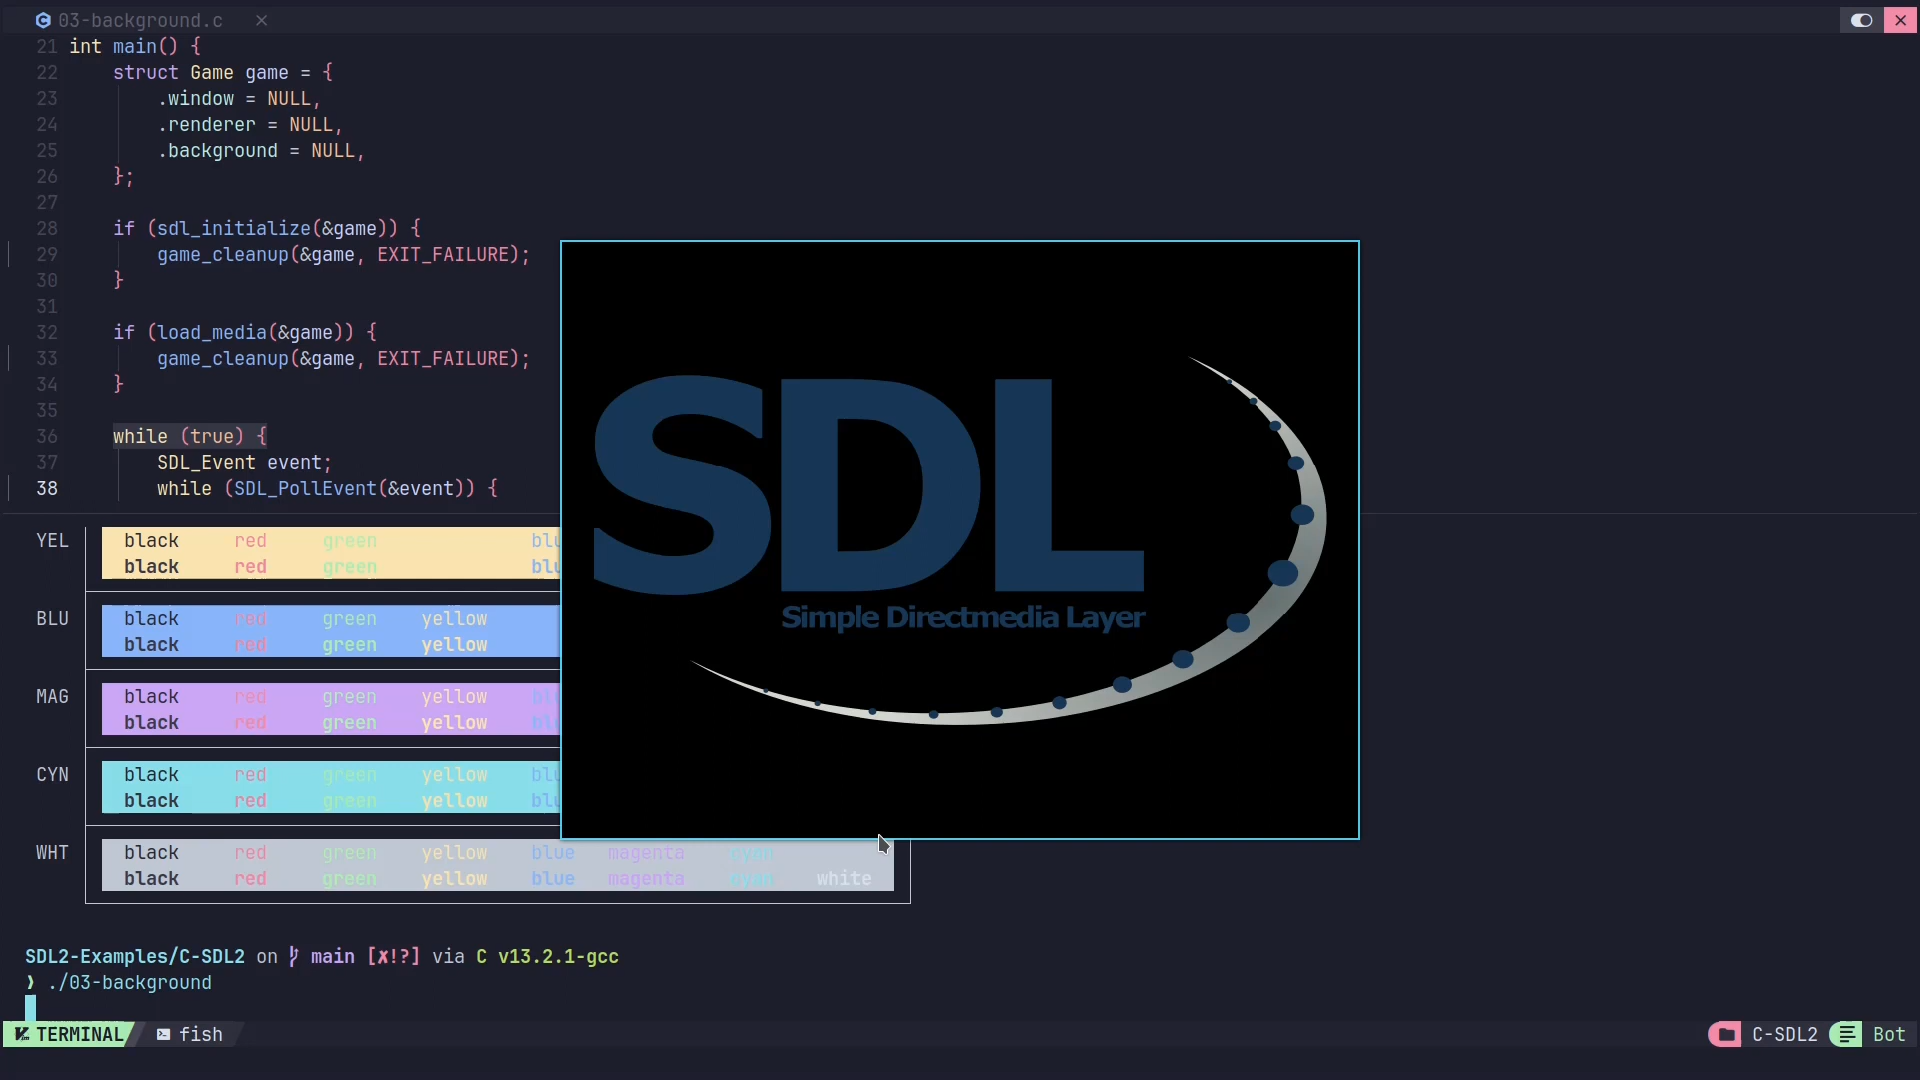 03-background.c
21 int main() {
22 struct Game game = {
23 .window = NULL,
24 .renderer = NULL,
25 .background = NULL,
26 };
27
28 if (sdl_initialize(&game)) {
29 game_cleanup(&game, EXIT_FAILURE);
30 }
31
32 if (load_media(&game)) {
33 game_cleanup(&game, EXIT_FAILURE);
34 }
35
36 while (true) {
37 SDL_Event event;
38 while (SDL_PollEvent(&event)) {
SDL
Simple Directmedia Layer
YEL black red green blu
black red green blu
BLU black red green yellow
black red green yellow
MAG black red green yellow blu
black red green yellow blu
CYN black red green yellow blu
black red green yellow blu
WHT black red green yellow blue magenta cyan
black red green yellow blue magenta cyan white
SDL2-Examples/C-SDL2 on main [✘!?] via C v13.2.1-gcc
❯ ./03-background
TERMINAL fish C-SDL2 Bot